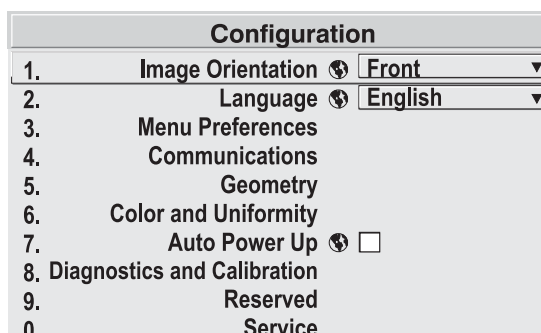 Configuration
1. Image Orientation Front
2. Language English
3. Menu Preferences
4. Communications
5. Geometry
6. Color and Uniformity
7. Auto Power Up
8. Diagnostics and Calibration
9. Reserved
0. Service